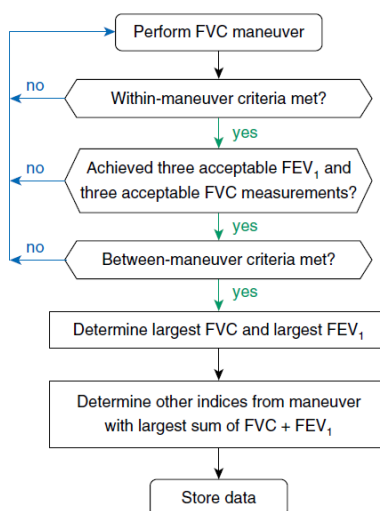 Perform FVC maneuver
no
Within-maneuver criteria met?
yes
no
Achieved three acceptable FEV₁ and
three acceptable FVC measurements?
yes
no
Between-maneuver criteria met?
yes
Determine largest FVC and largest FEV₁
Determine other indices from maneuver
with largest sum of FVC + FEV₁
Store data